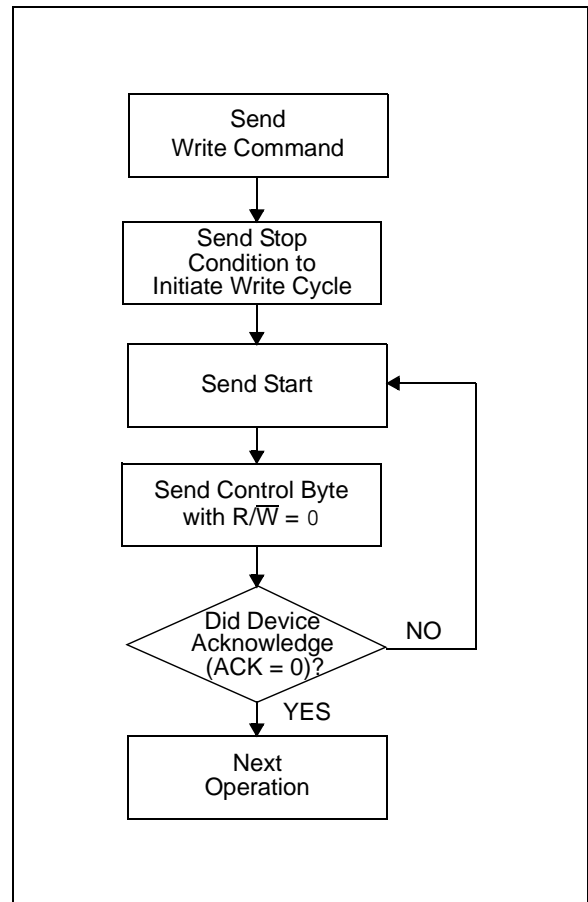 Send
Write Command
Send Stop
Condition to
Initiate Write Cycle
Send Start
Send Control Byte
with R/W̅ = 0
Did Device
Acknowledge
(ACK = 0)?
NO
YES
Next
Operation